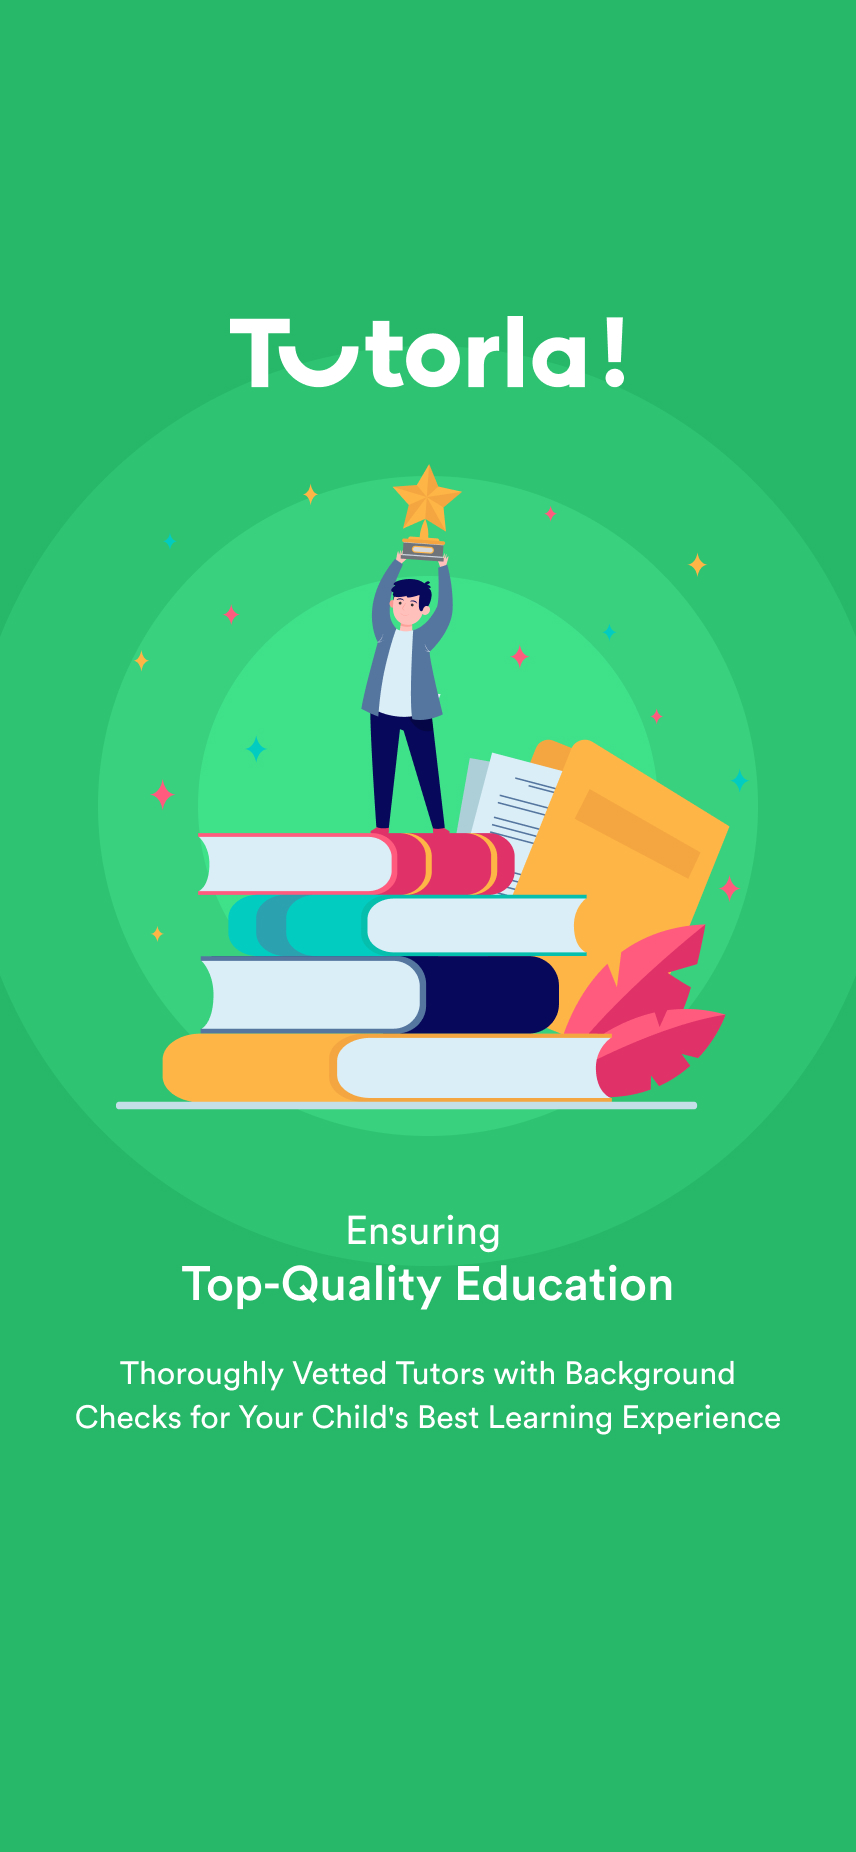 Tutorla!
Ensuring
Top-Quality Education
Thoroughly Vetted Tutors with Background
Checks for Your Child's Best Learning Experience